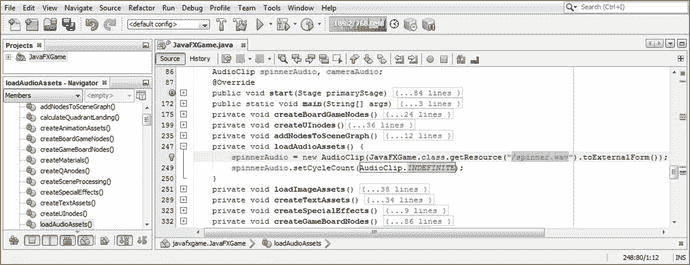 File Edit View Navigate Source Refactor Run Debug Profile Team Tools Window Help
Search (Ctrl+I)
<default config>
Projects
JavaFXGame
loadAudioAssets - Navigator
Members
<empty>
addNodesToSceneGraph()
calculateQuadrantLanding()
createAnimationAssets()
createBoardGameNodes()
createGameBoardNodes()
createMaterials()
createQAnodes()
createSceneProcessing()
createSpecialEffects()
createTextAssets()
createUInodes()
loadAudioAssets()
JavaFXGame.java
Source History
86 AudioClip spinnerAudio, cameraAudio;
@Override
public void start(Stage primaryStage) {...84 lines }
172 public static void main(String[] args) {...3 lines }
175 private void createBoardGameNodes() {...24 lines }
199 private void createUInodes() {...36 lines }
235 private void addNodesToSceneGraph() {...12 lines }
247 private void loadAudioAssets() {
spinnerAudio = new AudioClip(JavaFXGame.class.getResource("/spinner.wav").toExternalForm());
249 spinnerAudio.setCycleCount(AudioClip.INDEFINITE);
250 }
251 private void loadImageAssets() {...38 lines }
289 private void createTextAssets() {...34 lines }
323 private void createSpecialEffects() {...9 lines }
332 private void createGameBoardNodes() {...86 lines }
javafxgame.JavaFXGame
loadAudioAssets
248:80/1:12
INS